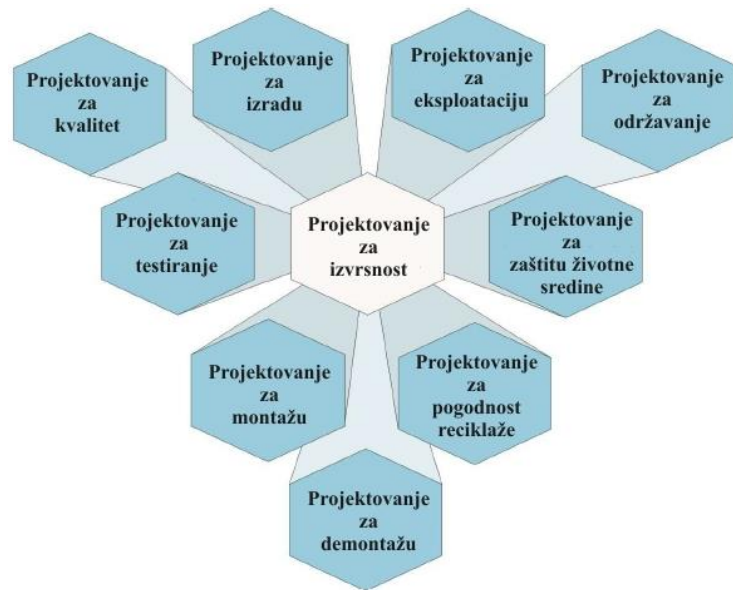 Projektovanje
za
kvalitet
Projektovanje
za
izradu
Projektovanje
za
eksploataciju
Projektovanje
za
održavanje
Projektovanje
za
testiranje
Projektovanje
za
izvrsnost
Projektovanje
za
zaštitu životne
sredine
Projektovanje
za
montažu
Projektovanje
za
pogodnost
reciklaže
Projektovanje
za
demontažu